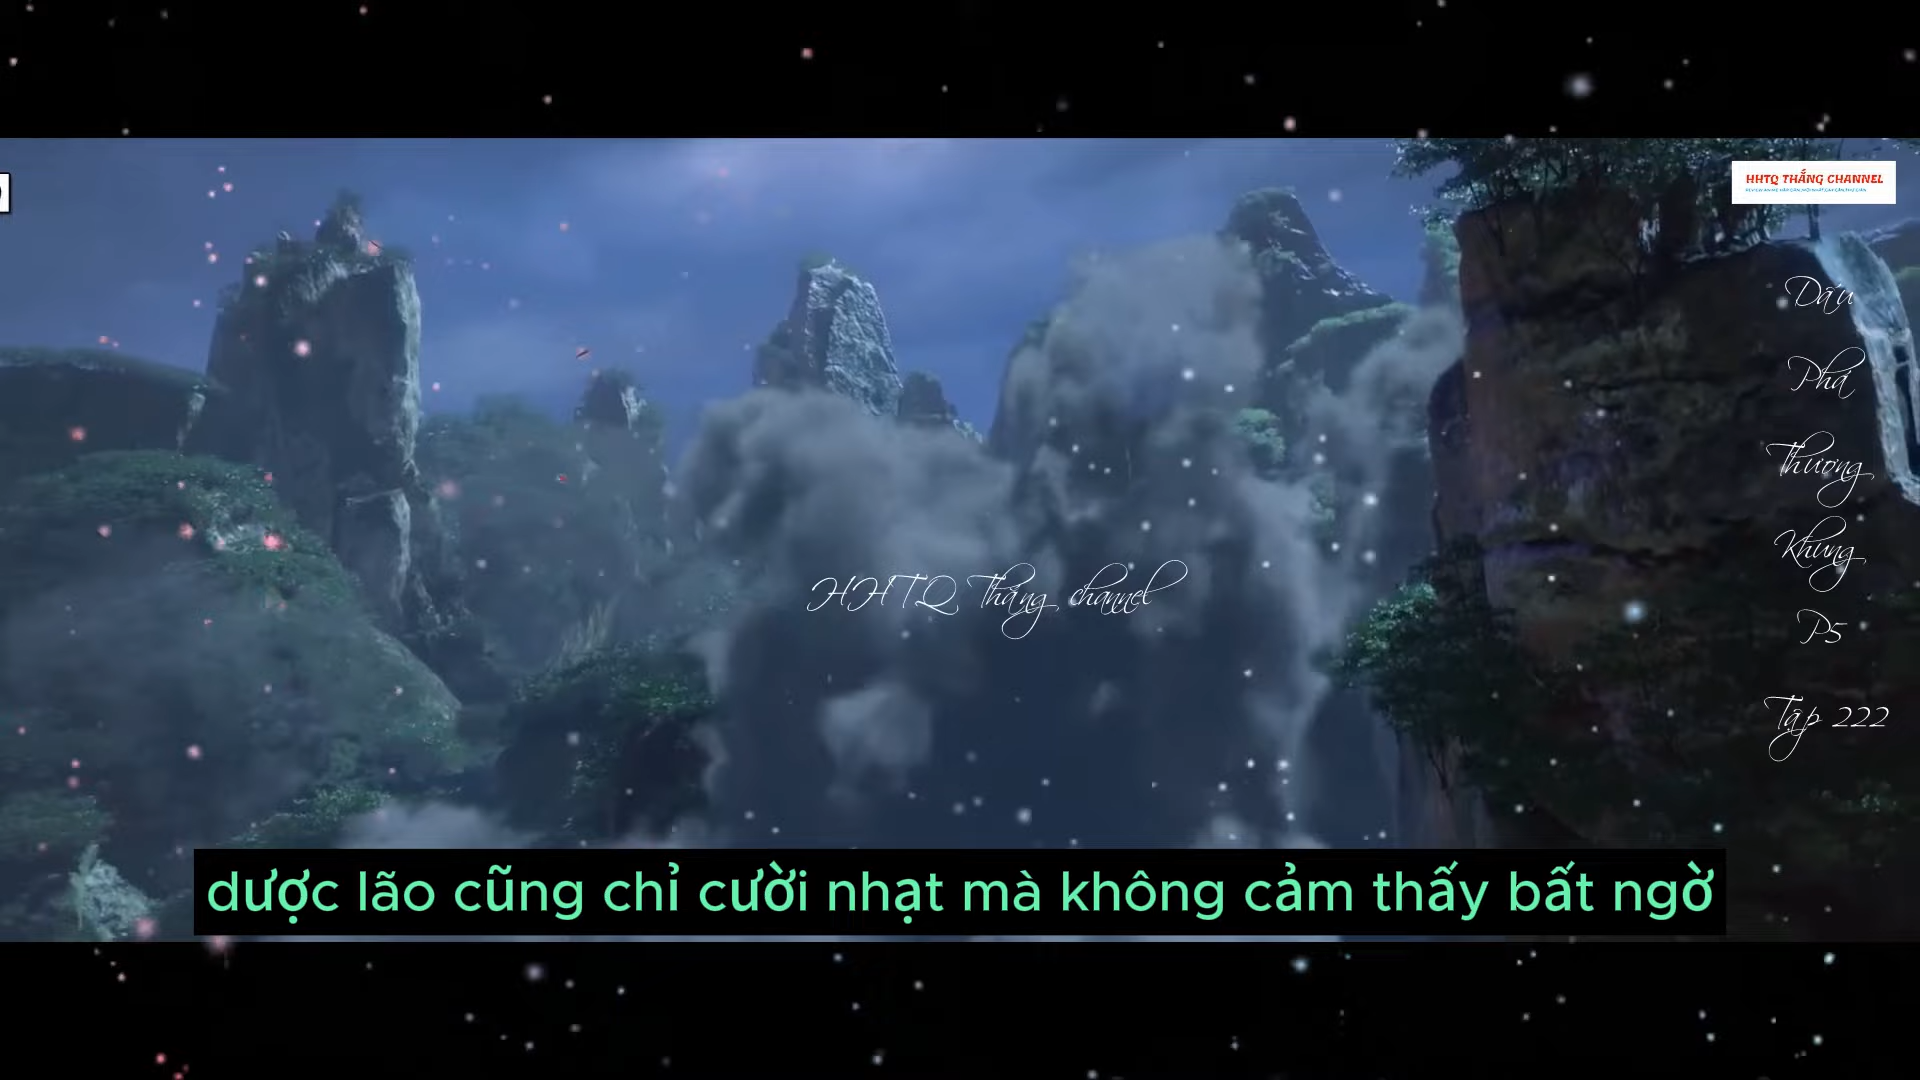 HHTQ THẮNG CHANNEL
Dấu
Phá
Thương
Khung
P5
Tập 222
HHTQ Thắng channel
dược lão cũng chỉ cười nhạt mà không cảm thấy bất ngờ